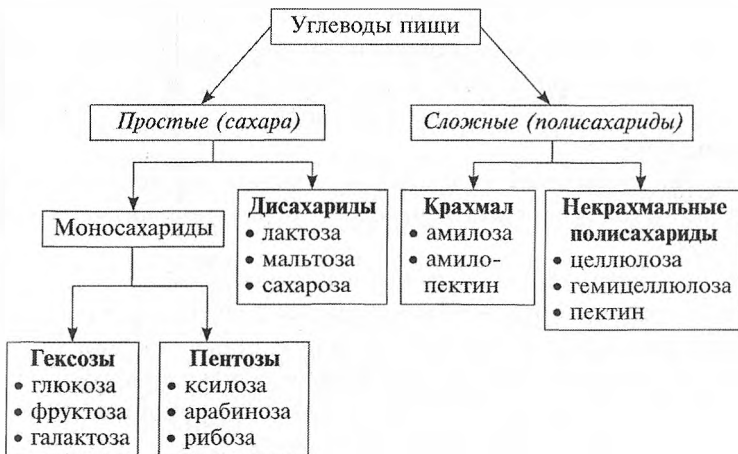 Углеводы пищи
Простые (сахара)
Сложные (полисахариды)
Моносахариды
Дисахариды
• лактоза
• мальтоза
• сахароза
Крахмал
• амилоза
• амило-
пектин
Некрахмальные
полисахариды
• целлюлоза
• гемицеллюлоза
• пектин
Гексозы
• глюкоза
• фруктоза
• галактоза
Пентозы
• ксилоза
• арабиноза
• рибоза